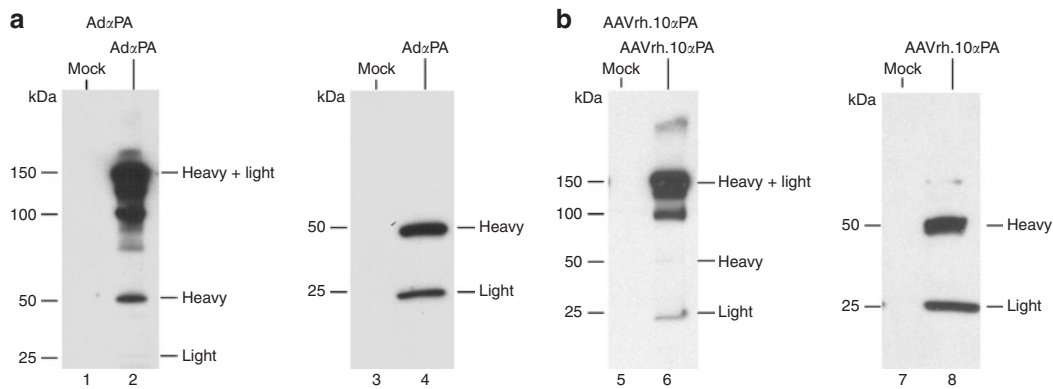 a
AdαPA
AdαPA
Mock
kDa
150
Heavy + light
100
50
Heavy
25
Light
1 2
AdαPA
Mock
kDa
50
Heavy
25
Light
3 4
b
AAVrh.10αPA
AAVrh.10αPA
Mock
kDa
150
Heavy + light
100
50
Heavy
25
Light
5 6
AAVrh.10αPA
Mock
kDa
50
Heavy
25
Light
7 8